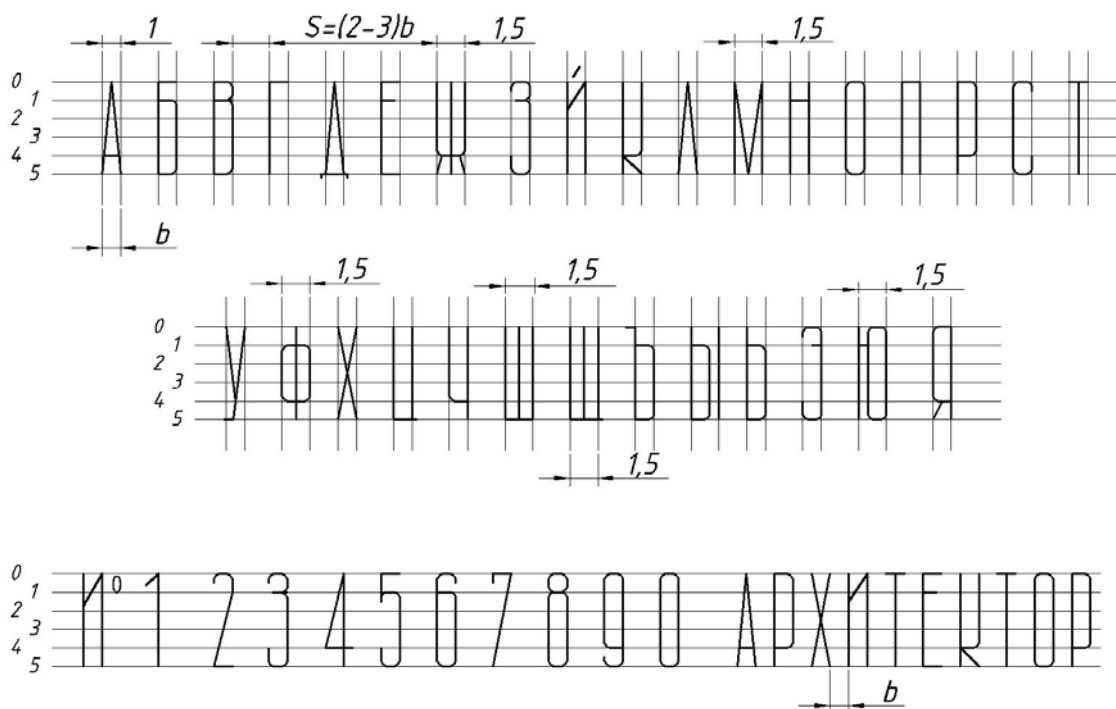 1 S=(2-3)b 1,5 1,5
0
1
2
3
4
5
А Б В Г Д Е Ж З Й К Л М Н О П Р С Т
b
1,5 1,5 1,5
0
1
2
3
4
5
У Ф Х Ц Ч Ш Щ Ъ Ы Ь Э Ю Я
1,5
0
1
2
3
4
5
№ 1 2 3 4 5 6 7 8 9 0 АРХИТЕКТОР
b